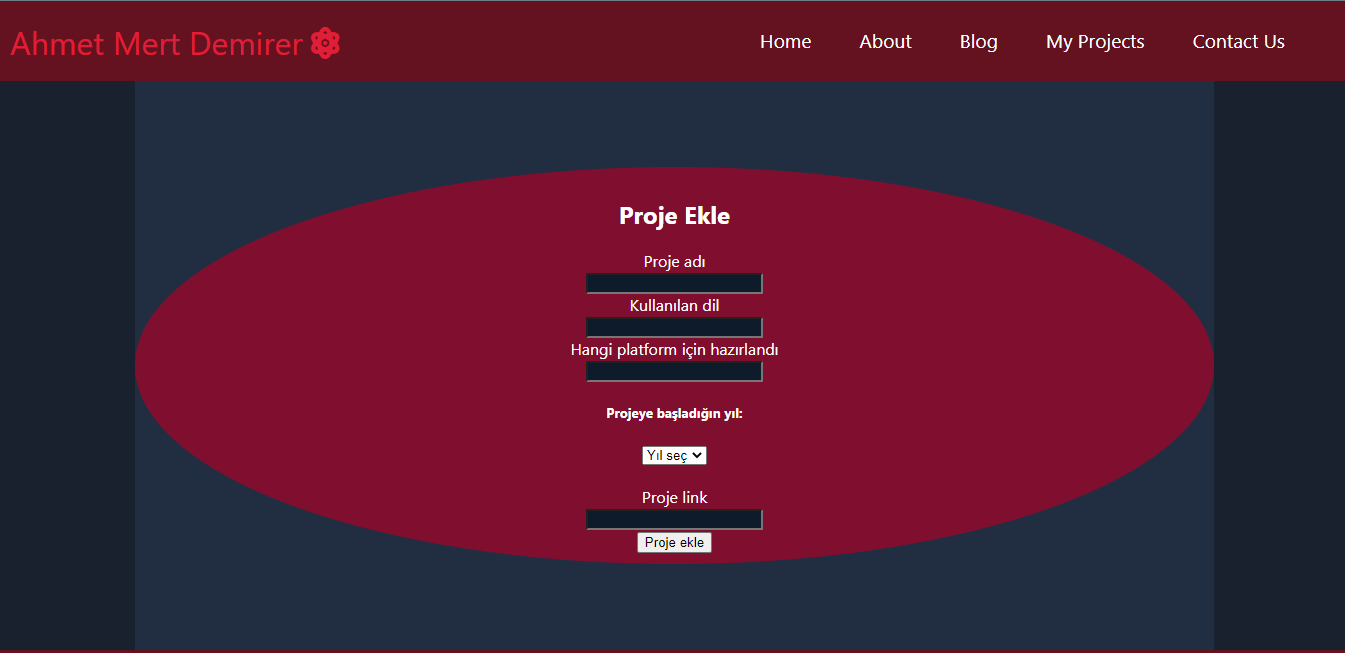 Ahmet Mert Demirer
Home About Blog My Projects Contact Us
Proje Ekle
Proje adı
Kullanılan dil
Hangi platform için hazırlandı
Projeye başladığın yıl:
Yıl seç
Proje link
Proje ekle